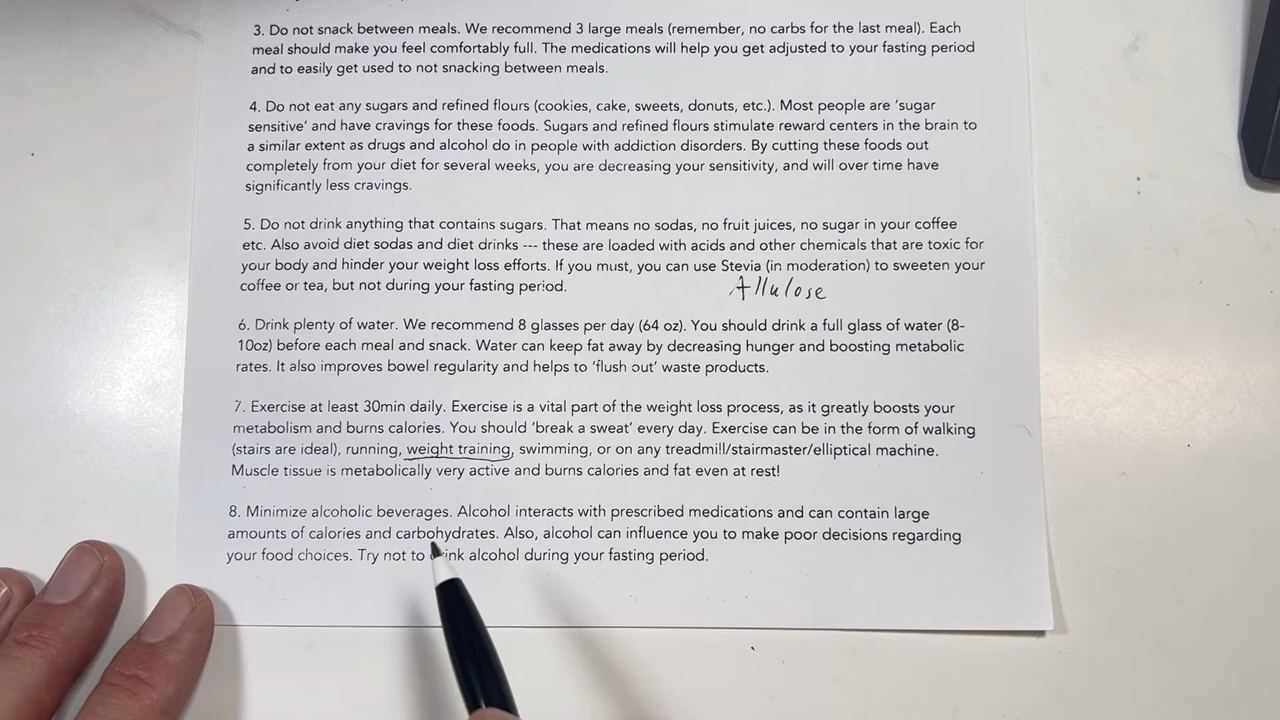 3. Do not snack between meals. We recommend 3 large meals (remember, no carbs for the last meal). Each
meal should make you feel comfortably full. The medications will help you get adjusted to your fasting period
and to easily get used to not snacking between meals.
4. Do not eat any sugars and refined flours (cookies, cake, sweets, donuts, etc.). Most people are ‘sugar
sensitive’ and have cravings for these foods. Sugars and refined flours stimulate reward centers in the brain to
a similar extent as drugs and alcohol do in people with addiction disorders. By cutting these foods out
completely from your diet for several weeks, you are decreasing your sensitivity, and will over time have
significantly less cravings.
5. Do not drink anything that contains sugars. That means no sodas, no fruit juices, no sugar in your coffee
etc. Also avoid diet sodas and diet drinks --- these are loaded with acids and other chemicals that are toxic for
your body and hinder your weight loss efforts. If you must, you can use Stevia (in moderation) to sweeten your
coffee or tea, but not during your fasting period.
Allulose
6. Drink plenty of water. We recommend 8 glasses per day (64 oz). You should drink a full glass of water (8-
10oz) before each meal and snack. Water can keep fat away by decreasing hunger and boosting metabolic
rates. It also improves bowel regularity and helps to ‘flush out’ waste products.
7. Exercise at least 30min daily. Exercise is a vital part of the weight loss process, as it greatly boosts your
metabolism and burns calories. You should ‘break a sweat’ every day. Exercise can be in the form of walking
(stairs are ideal), running, weight training, swimming, or on any treadmill/stairmaster/elliptical machine.
Muscle tissue is metabolically very active and burns calories and fat even at rest!
8. Minimize alcoholic beverages. Alcohol interacts with prescribed medications and can contain large
amounts of calories and carbohydrates. Also, alcohol can influence you to make poor decisions regarding
your food choices. Try not to drink alcohol during your fasting period.